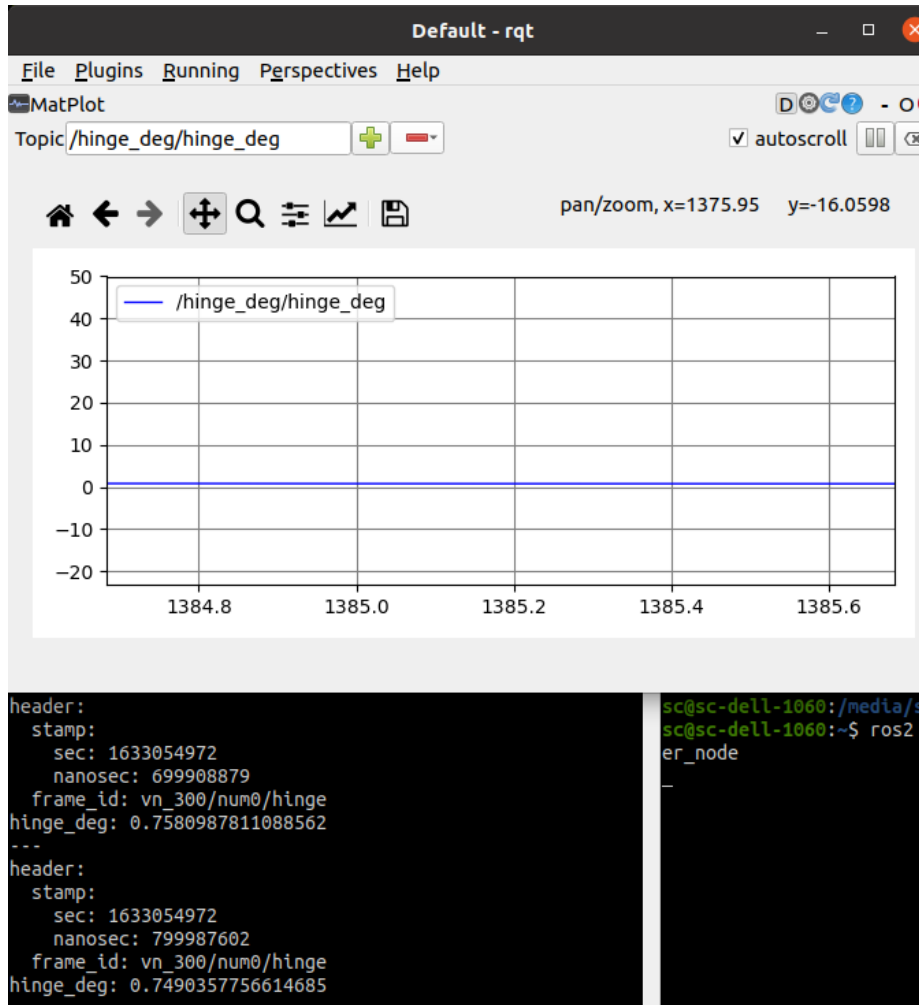 Default - rqt
File Plugins Running Perspectives Help
MatPlot D - O
Topic /hinge_deg/hinge_deg autoscroll
pan/zoom, x=1375.95 y=-16.0598
50
/hinge_deg/hinge_deg
40
30
20
10
0
−10
−20
1384.8 1385.0 1385.2 1385.4 1385.6
header:
  stamp:
    sec: 1633054972
    nanosec: 699908879
  frame_id: vn_300/num0/hinge
hinge_deg: 0.7580987811088562
---
header:
  stamp:
    sec: 1633054972
    nanosec: 799987602
  frame_id: vn_300/num0/hinge
hinge_deg: 0.7490357756614685
sc@sc-dell-1060:/media/s
sc@sc-dell-1060:~$ ros2
er_node